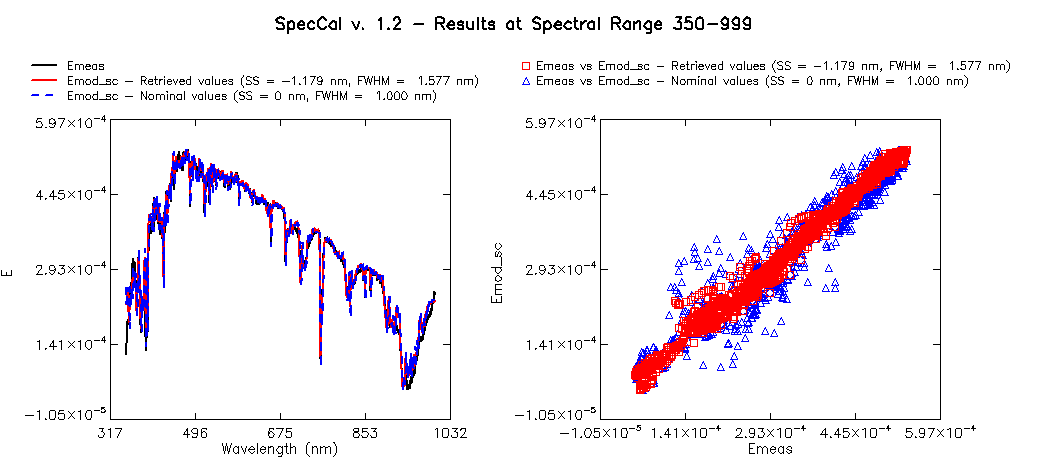 SpecCal v. 1.2 – Results at Spectral Range 350–999
Emeas
Emod_sc – Retrieved values (SS = –1.179 nm, FWHM = 1.577 nm)
Emod_sc – Nominal values (SS = 0 nm, FWHM = 1.000 nm)
5.97×10⁻⁴
4.45×10⁻⁴
2.93×10⁻⁴
1.41×10⁻⁴
–1.05×10⁻⁵
E
317 496 675 853 1032
Wavelength (nm)
Emeas vs Emod_sc – Retrieved values (SS = –1.179 nm, FWHM = 1.577 nm)
Emeas vs Emod_sc – Nominal values (SS = 0 nm, FWHM = 1.000 nm)
5.97×10⁻⁴
4.45×10⁻⁴
2.93×10⁻⁴
1.41×10⁻⁴
–1.05×10⁻⁵
Emod_sc
–1.05×10⁻⁵ 1.41×10⁻⁴ 2.93×10⁻⁴ 4.45×10⁻⁴ 5.97×10⁻⁴
Emeas